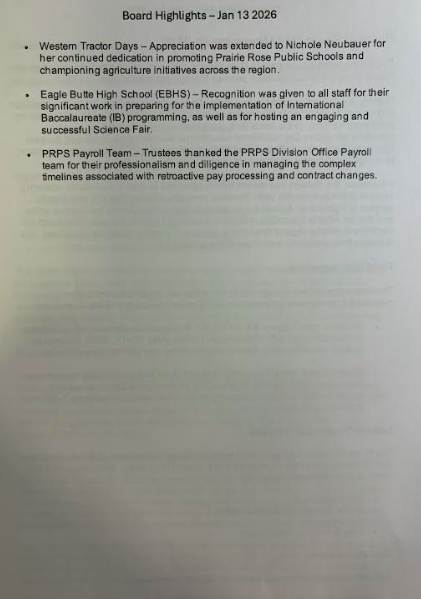 Board Highlights – Jan 13 2026
• Western Tractor Days – Appreciation was extended to Nichole Neubauer for
her continued dedication in promoting Prairie Rose Public Schools and
championing agriculture initiatives across the region.
• Eagle Butte High School (EBHS) – Recognition was given to all staff for their
significant work in preparing for the implementation of International
Baccalaureate (IB) programming, as well as for hosting an engaging and
successful Science Fair.
• PRPS Payroll Team – Trustees thanked the PRPS Division Office Payroll
team for their professionalism and diligence in managing the complex
timelines associated with retroactive pay processing and contract changes.